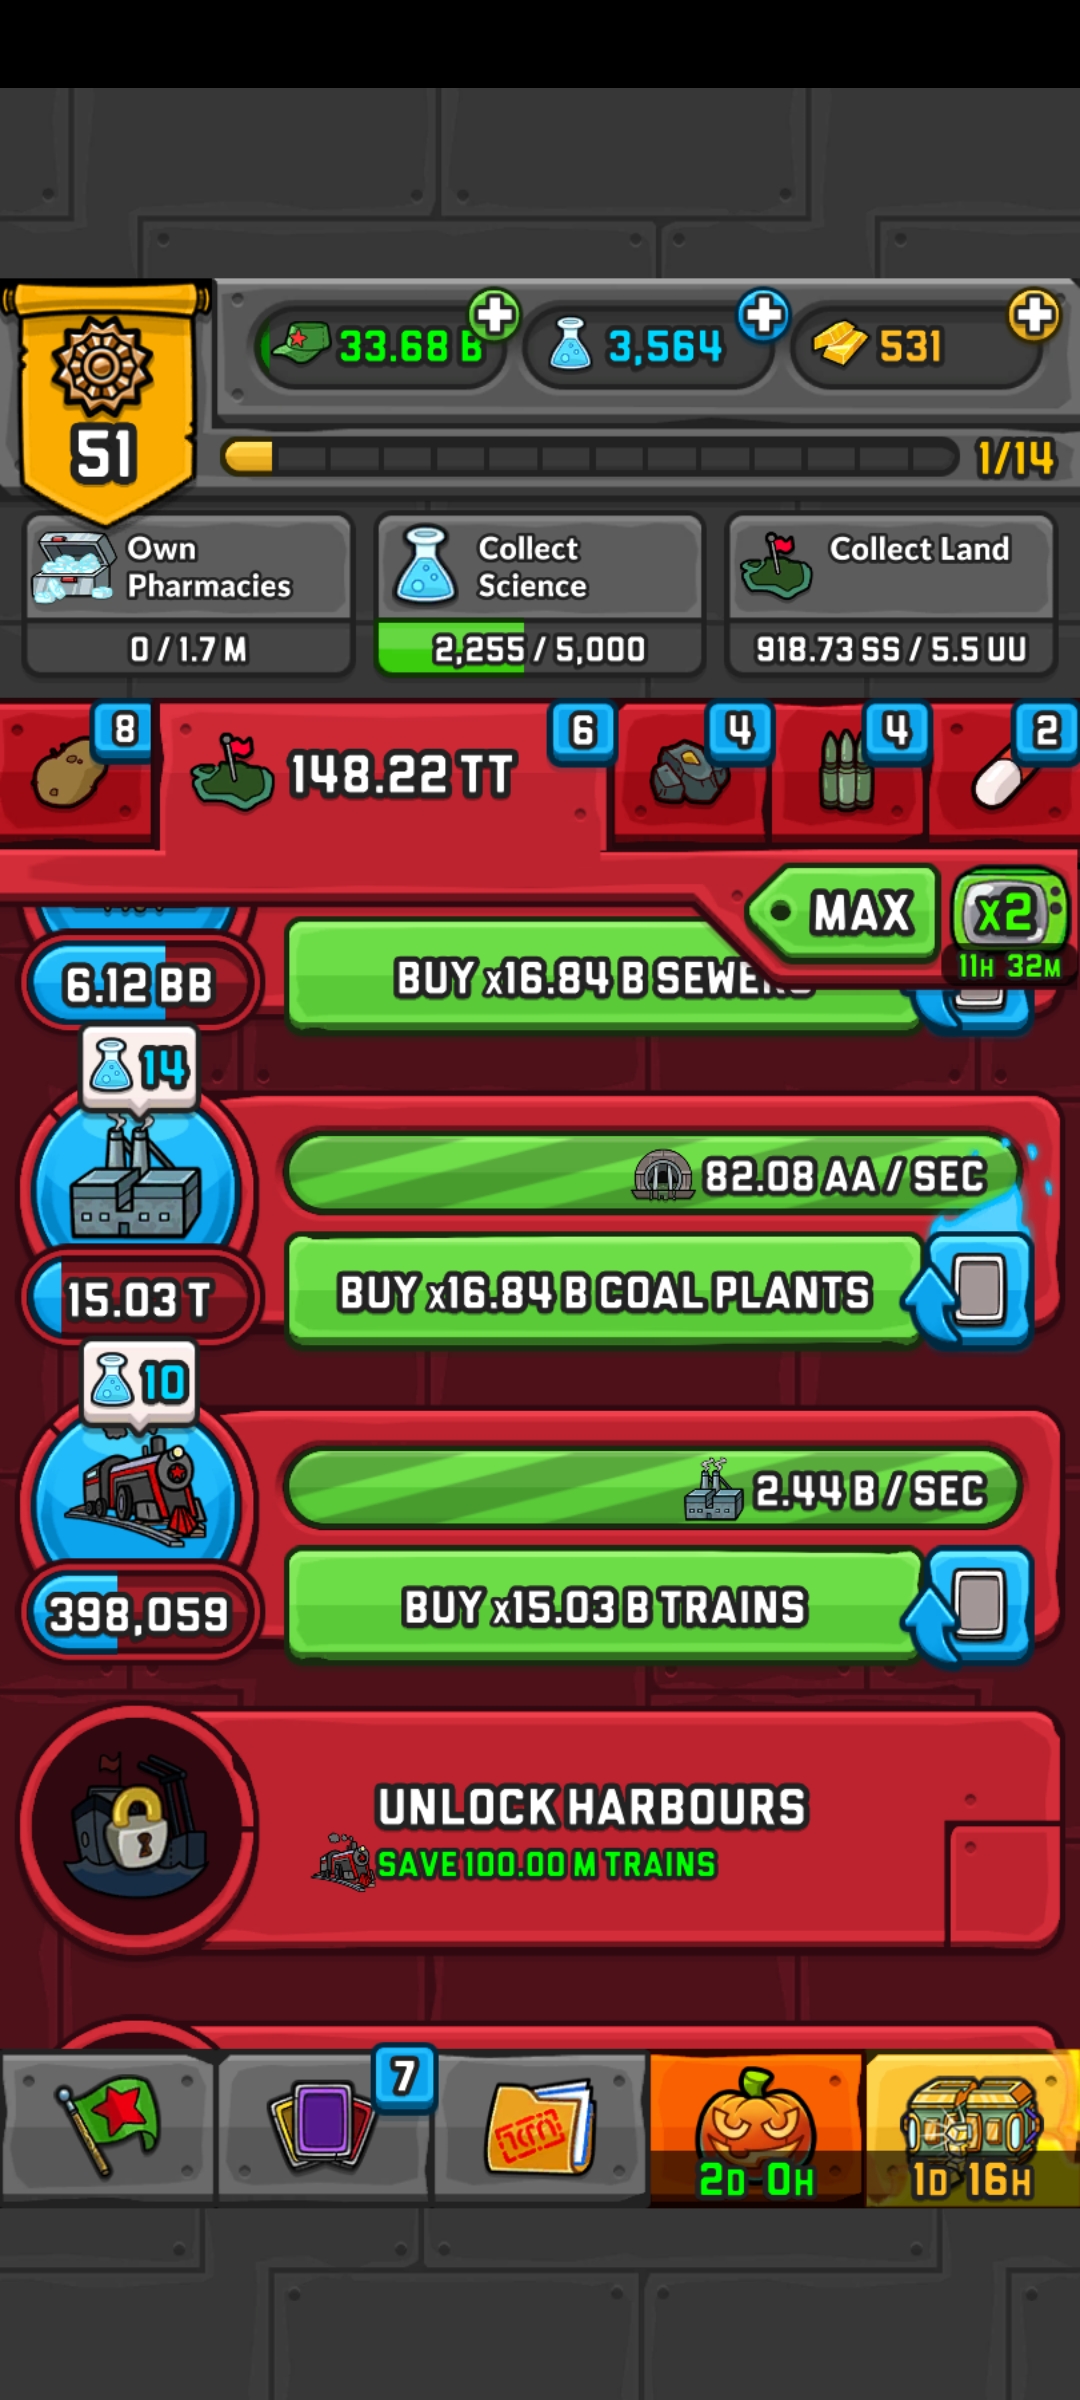 33.68 B
3,564
531
51
1/14
Own
Pharmacies
0 / 1.7 M
Collect
Science
2,255 / 5,000
Collect Land
918.73 SS / 5.5 UU
8
148.22 TT
6
4
4
2
MAX
x2
11H 32M
6.12 BB
BUY x16.84 B
14
82.08 AA / SEC
15.03 T
BUY x16.84 B COAL PLANTS
10
2.44 B / SEC
398,059
BUY x15.03 B TRAINS
UNLOCK HARBOURS
SAVE 100.00 M TRAINS
7
2D 0H
1D 16H